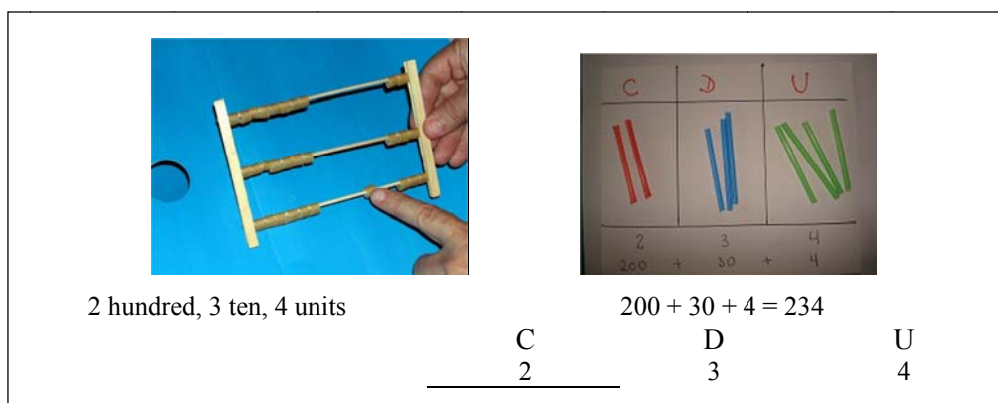 C D U
2 3 4
200 + 30 + 4
2 hundred, 3 ten, 4 units
200 + 30 + 4 = 234
C D U
2 3 4